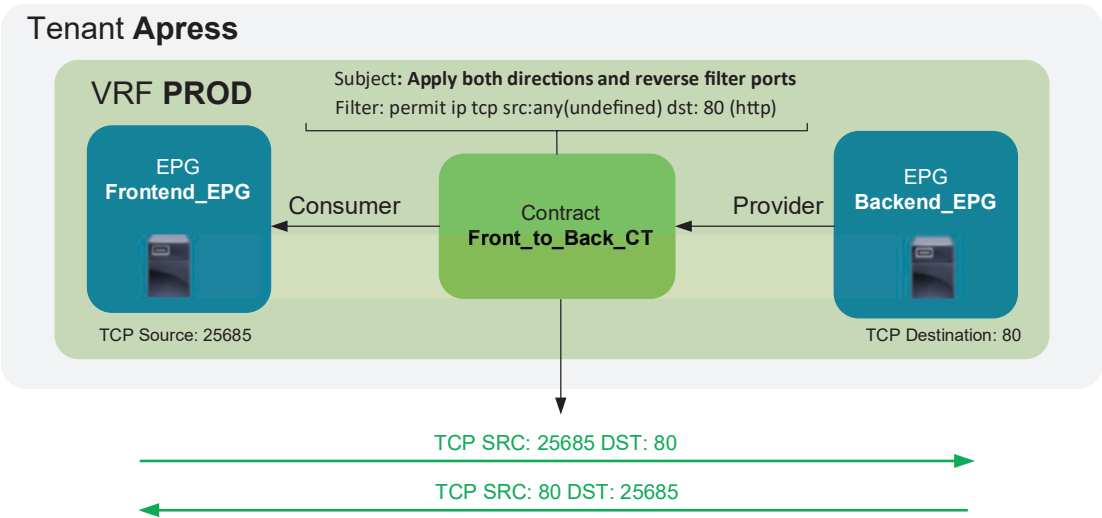 Tenant Apress
VRF PROD
Subject: Apply both directions and reverse filter ports
Filter: permit ip tcp src:any(undefined) dst: 80 (http)
EPG
Frontend_EPG
Consumer
Contract
Front_to_Back_CT
Provider
EPG
Backend_EPG
TCP Source: 25685
TCP Destination: 80
TCP SRC: 25685 DST: 80
TCP SRC: 80 DST: 25685